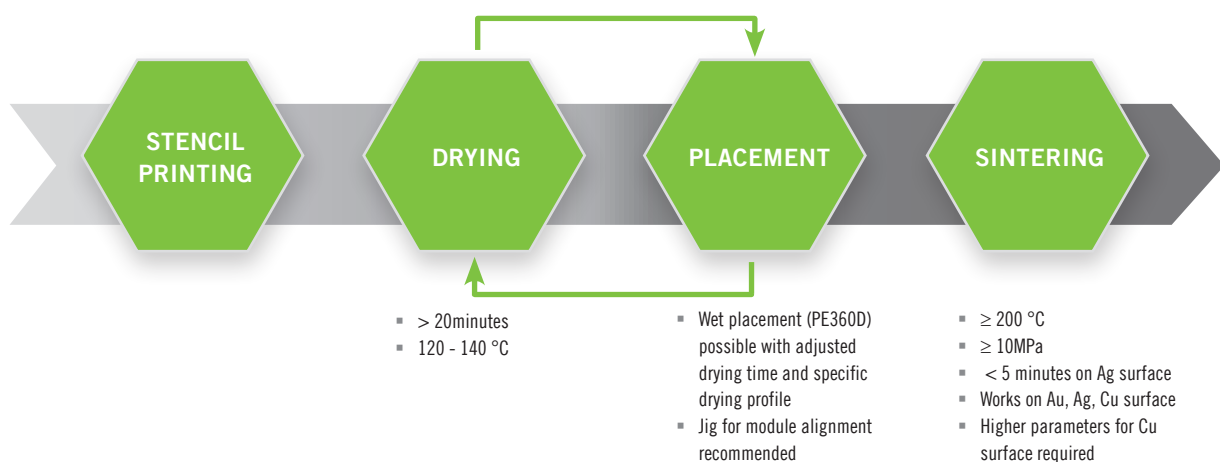 STENCIL
PRINTING
DRYING
PLACEMENT
SINTERING
▪ > 20minutes
▪ 120 - 140 °C
▪ Wet placement (PE360D)
possible with adjusted
drying time and specific
drying profile
▪ Jig for module alignment
recommended
▪ ≥ 200 °C
▪ ≥ 10MPa
▪ < 5 minutes on Ag surface
▪ Works on Au, Ag, Cu surface
▪ Higher parameters for Cu
surface required